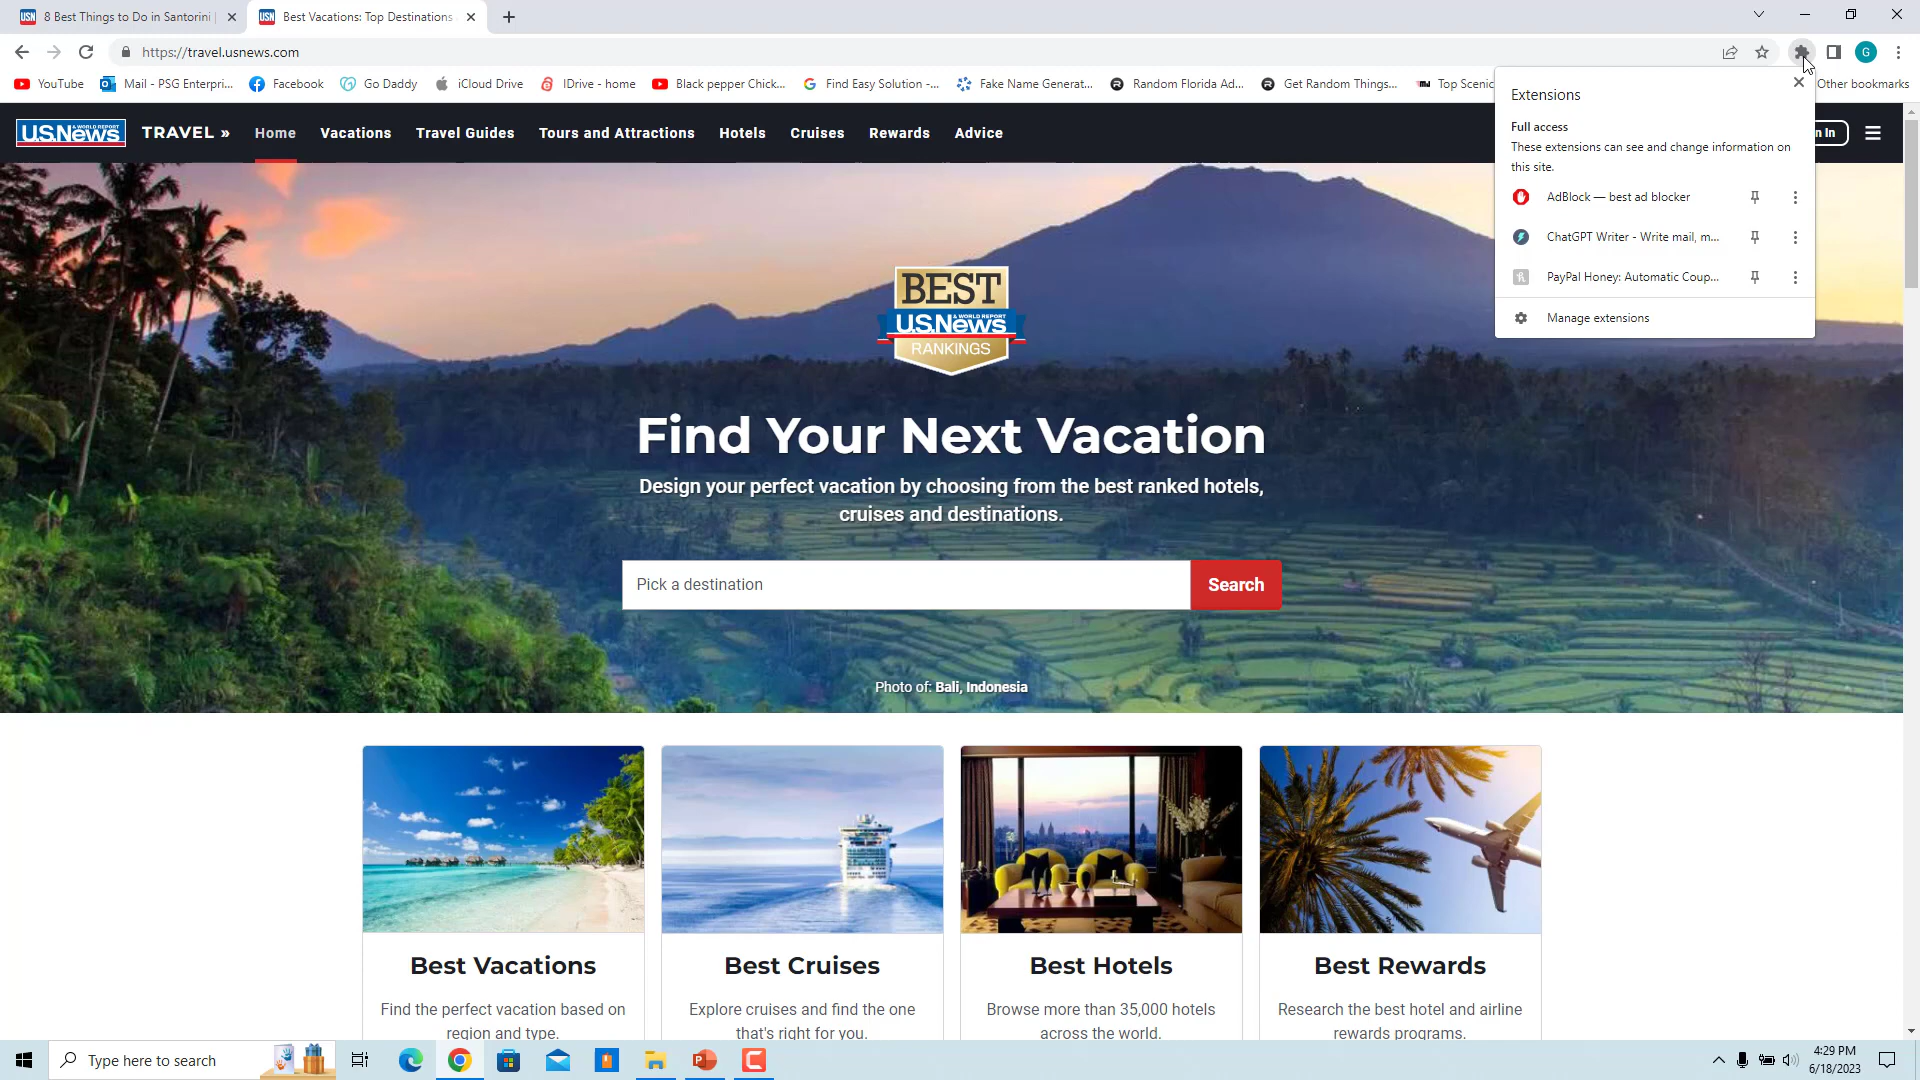 8 Best Things to Do in Santorini |
Best Vacations: Top Destinations
https://travel.usnews.com
YouTube
Mail - PSG Enterpri...
Facebook
Go Daddy
iCloud Drive
IDrive - home
Black pepper Chick...
Find Easy Solution -...
Fake Name Generat...
Random Florida Ad...
Get Random Things...
Top Scenic
Other bookmarks
G
Extensions
Full access
These extensions can see and change information on
this site.
AdBlock — best ad blocker
ChatGPT Writer - Write mail, m...
PayPal Honey: Automatic Coup...
Manage extensions
U.S.News
TRAVEL »
Home
Vacations
Travel Guides
Tours and Attractions
Hotels
Cruises
Rewards
Advice
n In
BEST
U.S.News
& WORLD REPORT
RANKINGS
Find Your Next Vacation
Design your perfect vacation by choosing from the best ranked hotels,
cruises and destinations.
Pick a destination
Search
Photo of: Bali, Indonesia
Best Vacations
Find the perfect vacation based on
region and type.
Best Cruises
Explore cruises and find the one
that's right for you.
Best Hotels
Browse more than 35,000 hotels
across the world.
Best Rewards
Research the best hotel and airline
rewards programs.
Type here to search
4:29 PM
6/18/2023